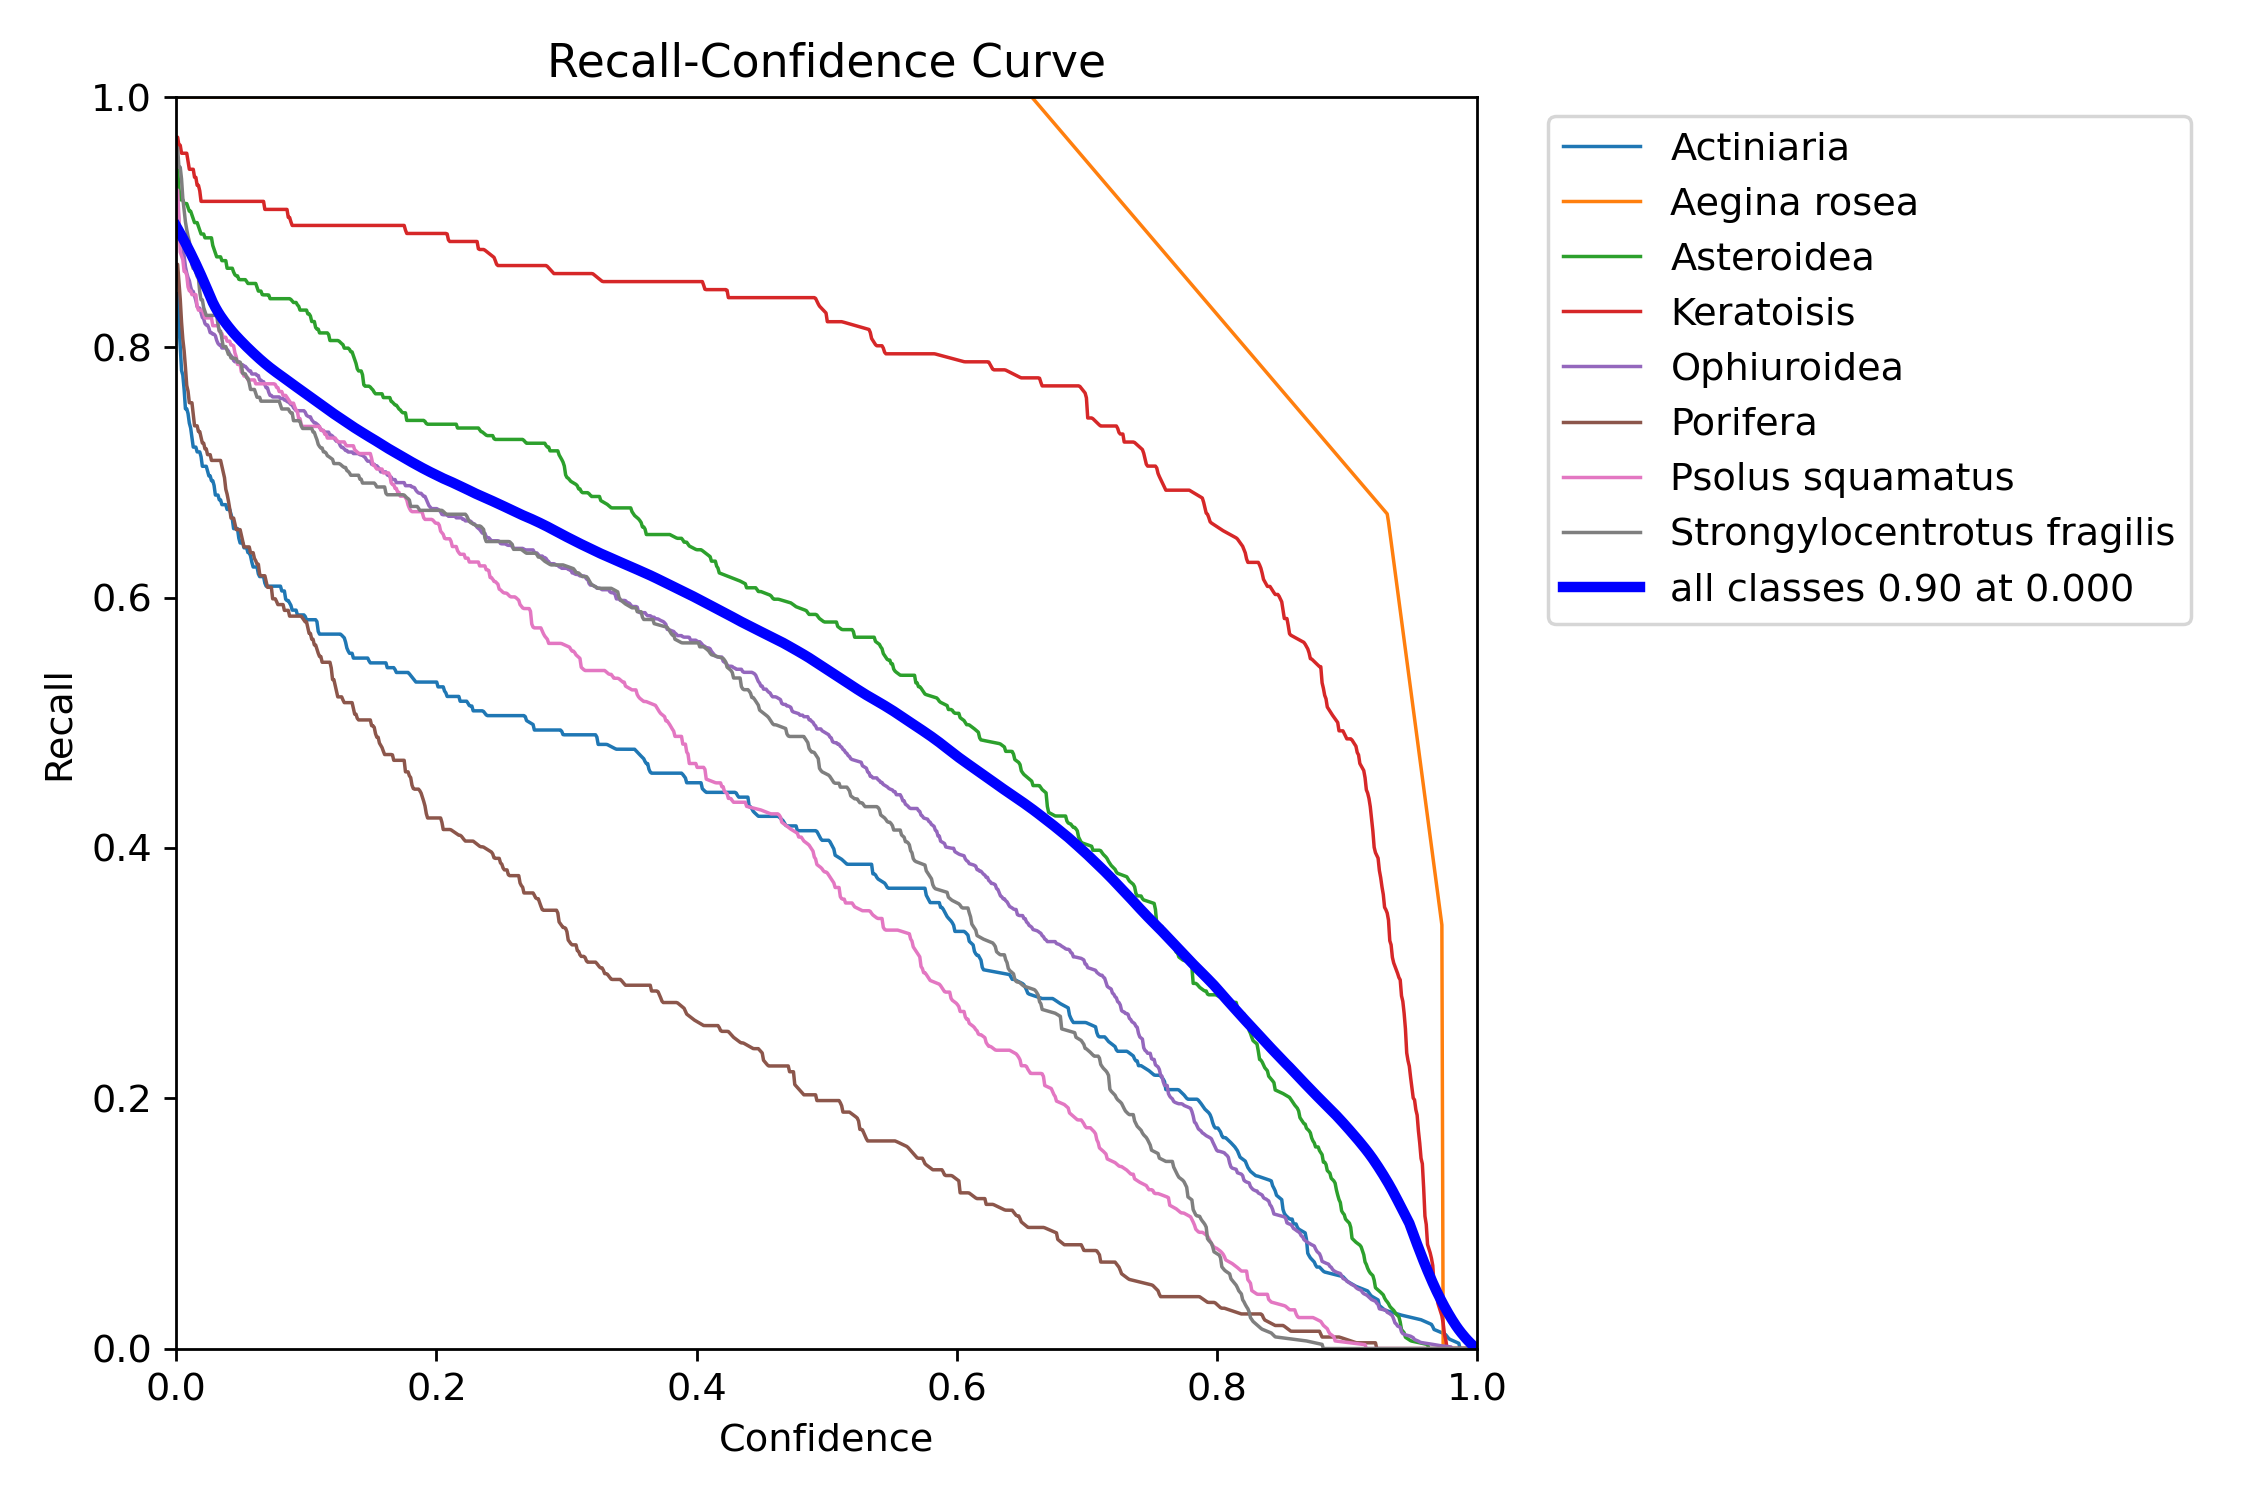 Recall-Confidence Curve
1.0
0.8
0.6
0.4
0.2
0.0
Recall
0.0 0.2 0.4 0.6 0.8 1.0
Confidence
Actiniaria
Aegina rosea
Asteroidea
Keratoisis
Ophiuroidea
Porifera
Psolus squamatus
Strongylocentrotus fragilis
all classes 0.90 at 0.000